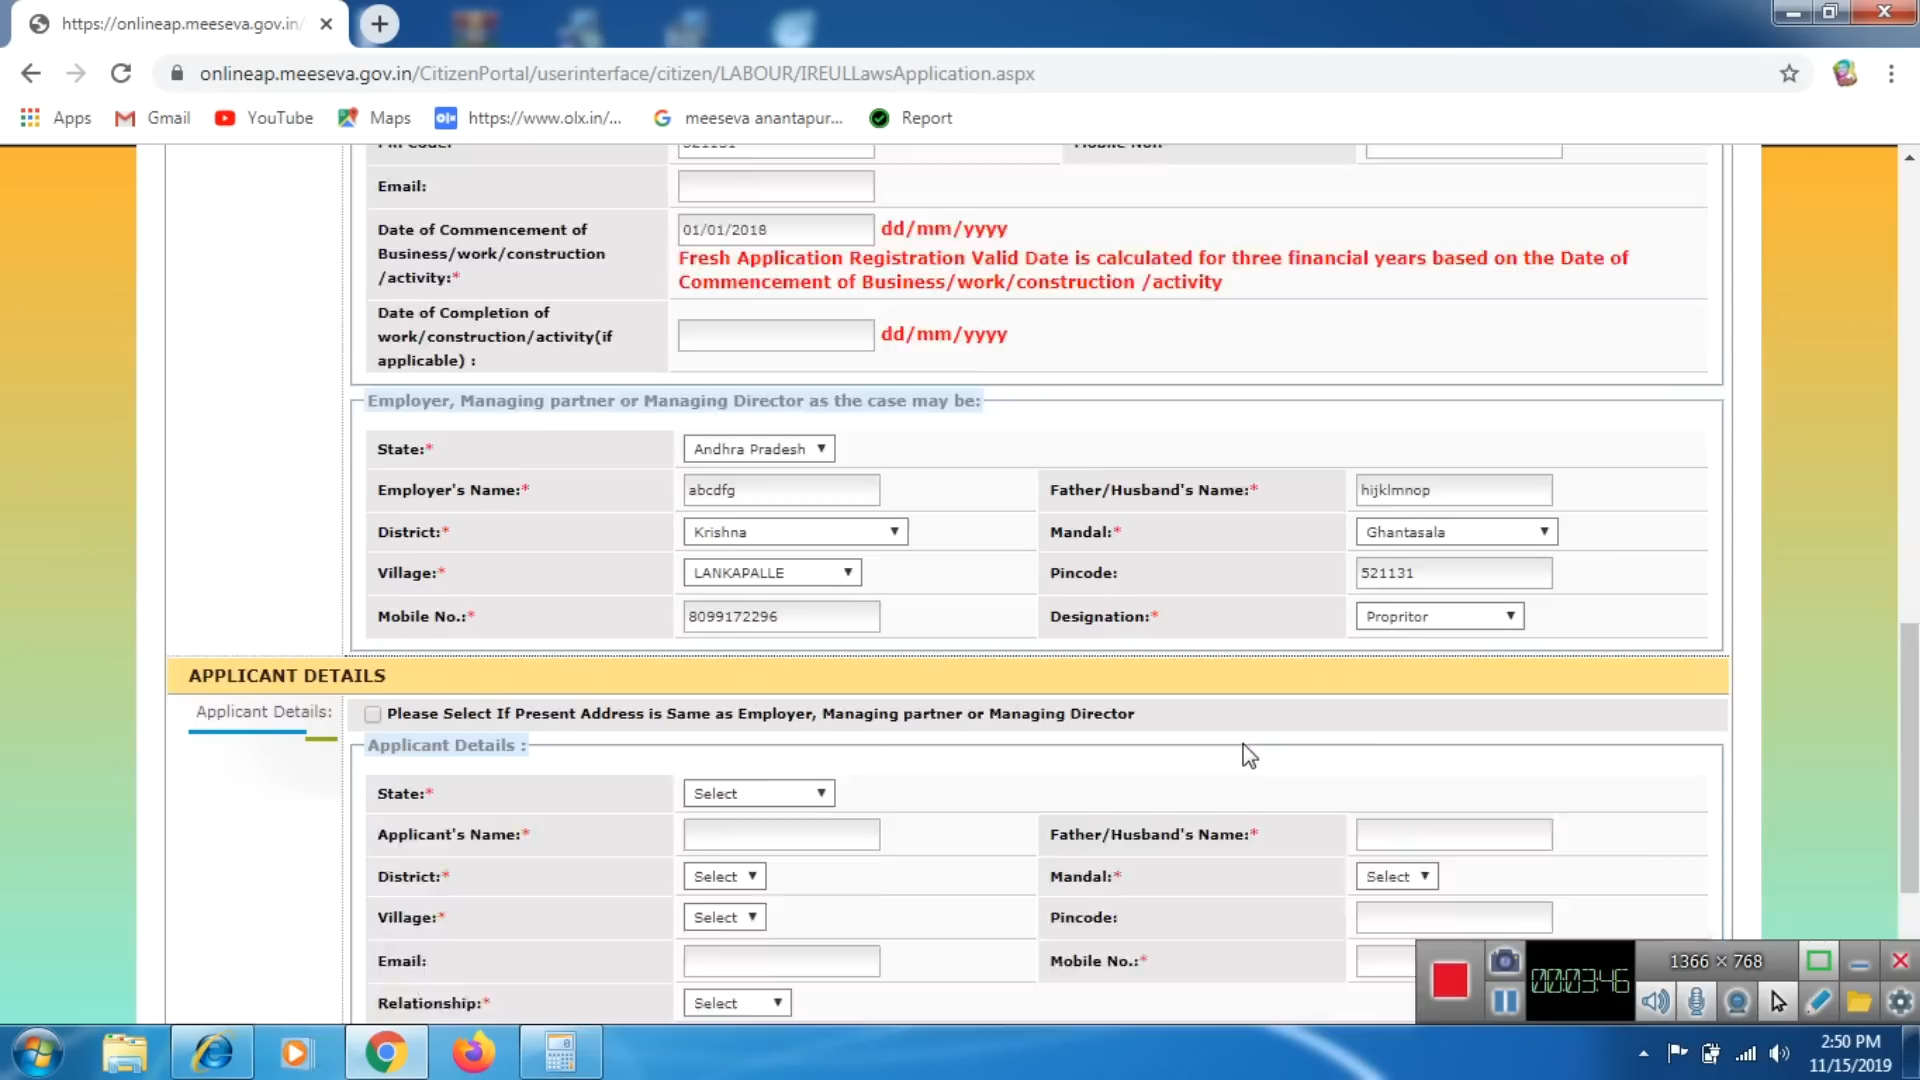 https://onlineap.meeseva.gov.in/
onlineap.meeseva.gov.in/CitizenPortal/userinterface/citizen/LABOUR/IREULLawsApplication.aspx
Apps Gmail YouTube Maps https://www.olx.in/... meeseva anantapur... Report
Email:
Date of Commencement of
Business/work/construction
/activity:*
01/01/2018 dd/mm/yyyy
Fresh Application Registration Valid Date is calculated for three financial years based on the Date of
Commencement of Business/work/construction /activity
Date of Completion of
work/construction/activity(if
applicable) :
dd/mm/yyyy
Employer, Managing partner or Managing Director as the case may be:
State:* Andhra Pradesh
Employer's Name:* abcdfg Father/Husband's Name:* hijklmnop
District:* Krishna Mandal:* Ghantasala
Village:* LANKAPALLE Pincode: 521131
Mobile No.:* 8099172296 Designation:* Propritor
APPLICANT DETAILS
Applicant Details: Please Select If Present Address is Same as Employer, Managing partner or Managing Director
Applicant Details :
State:* Select
Applicant's Name:* Father/Husband's Name:*
District:* Select Mandal:* Select
Village:* Select Pincode:
Email: Mobile No.:*
Relationship:* Select
1366 × 768
00:03:46
2:50 PM
11/15/2019